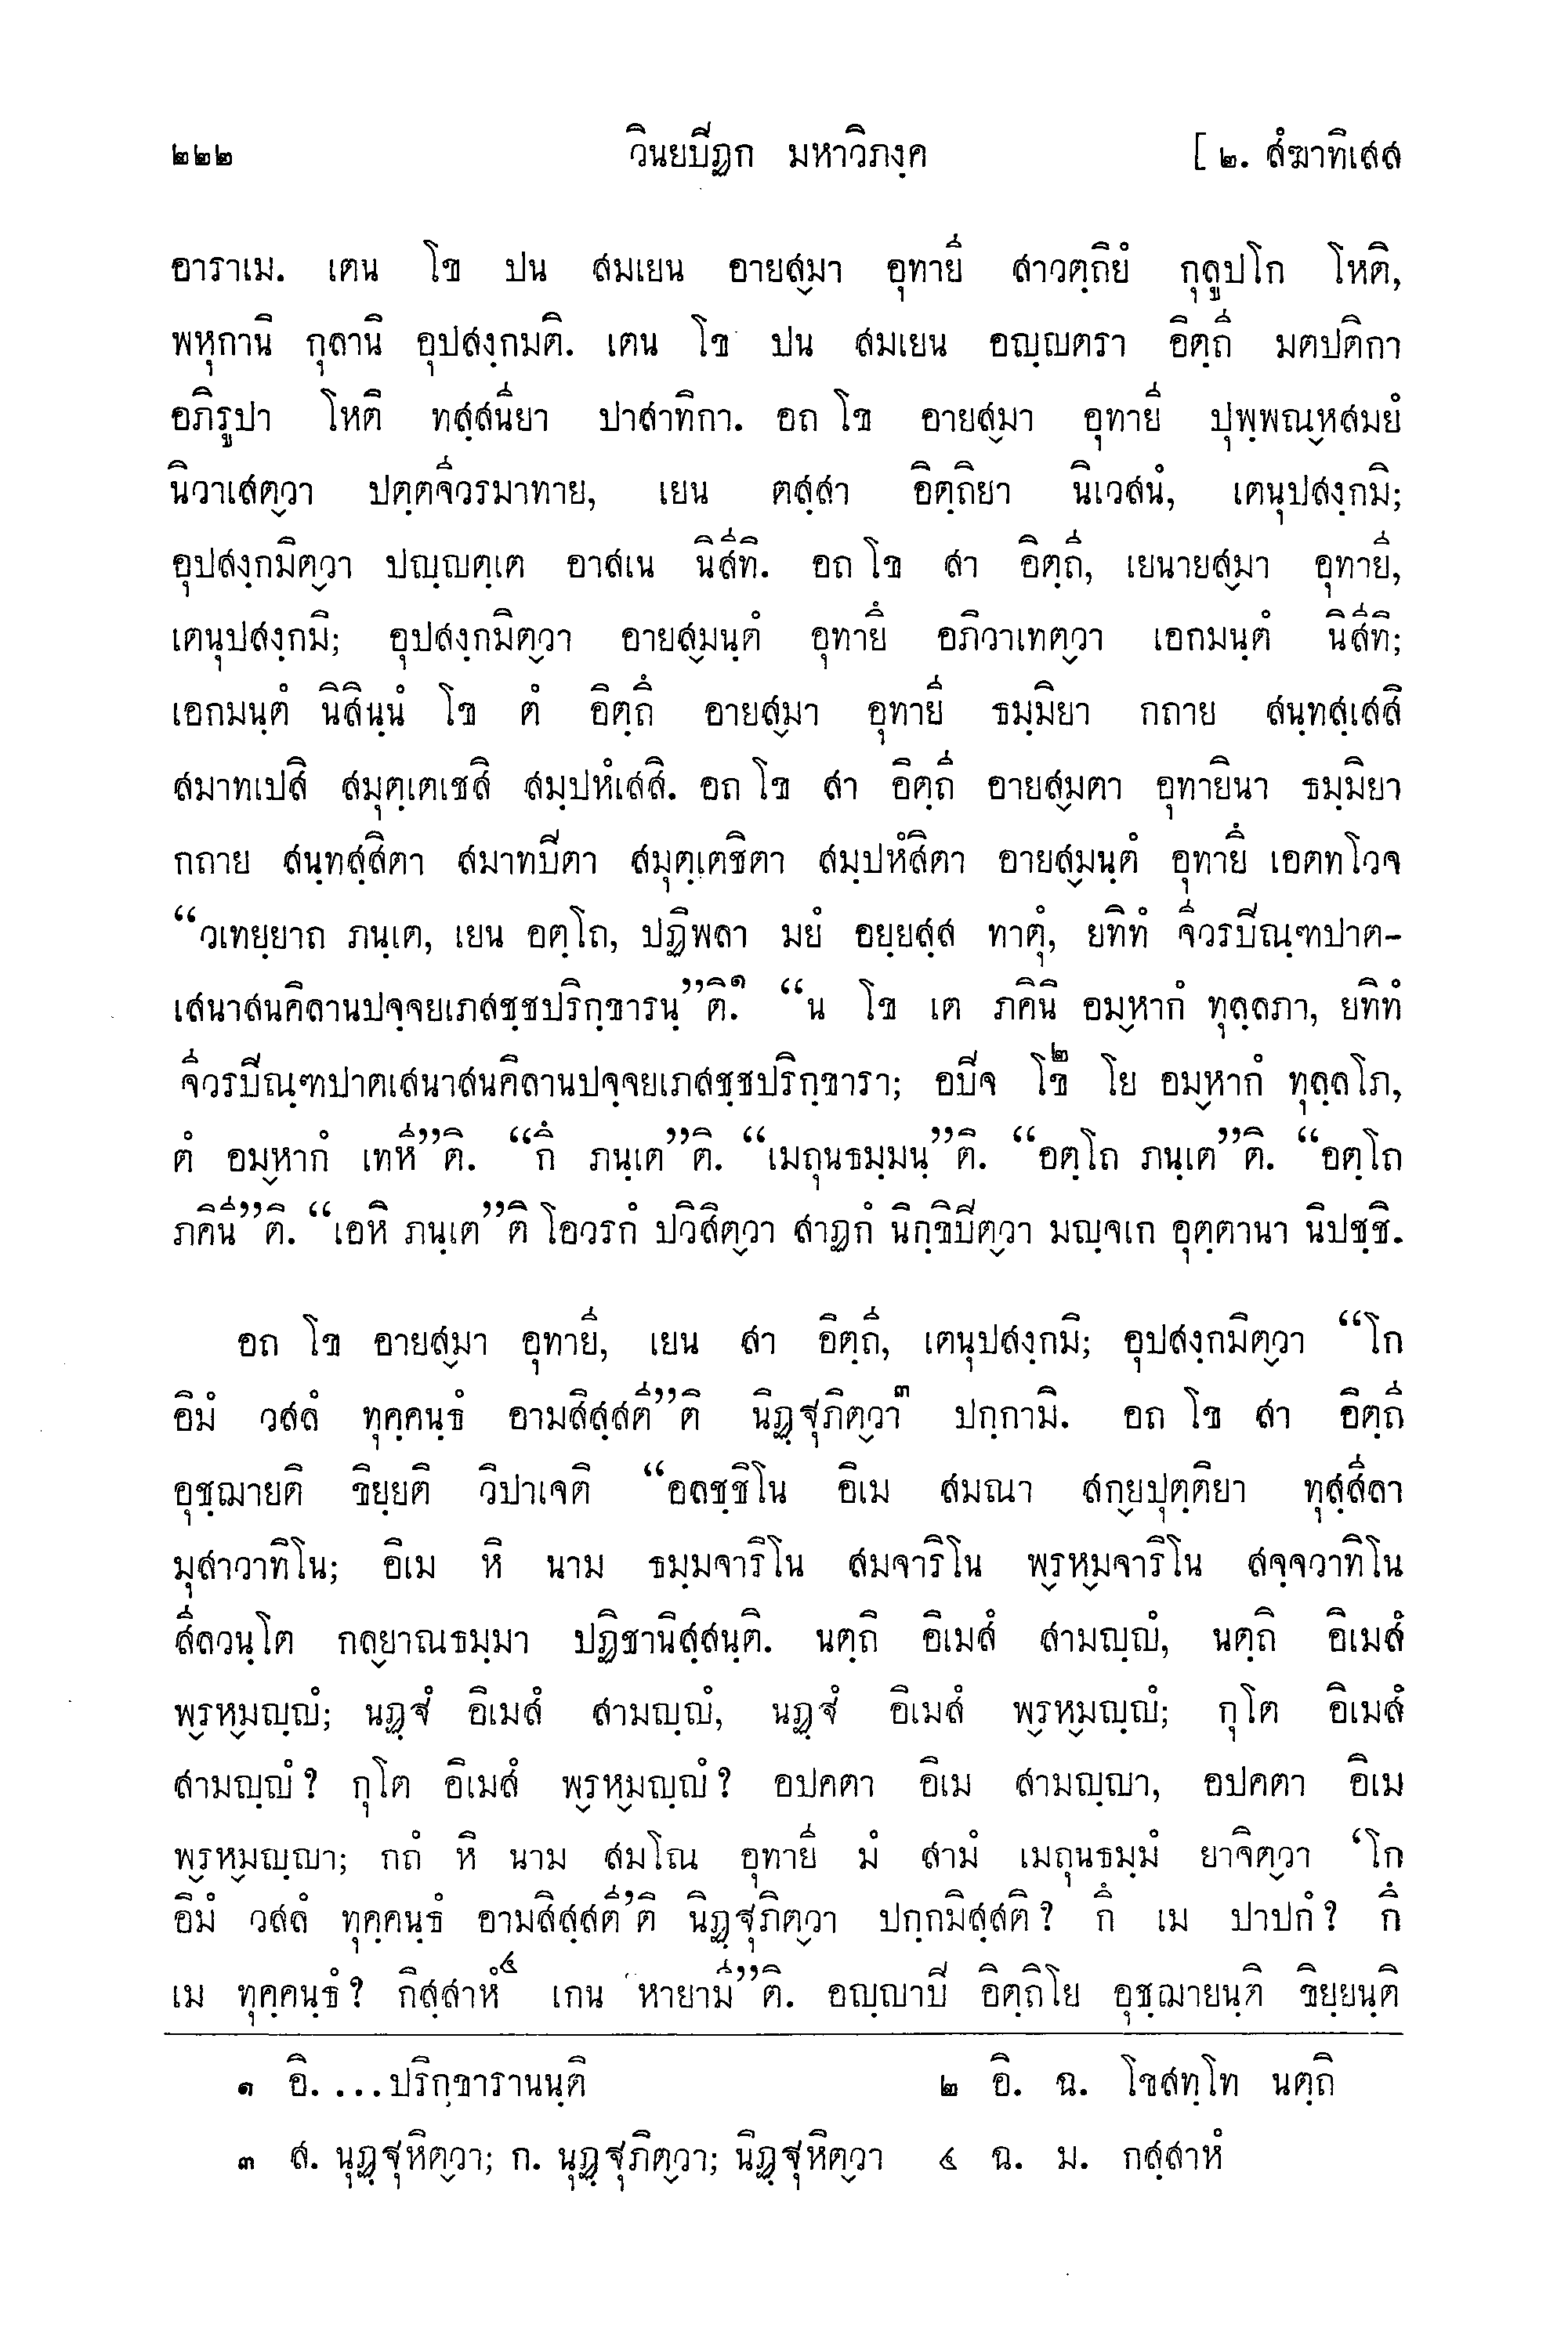 ๒๒๒ วินยปิฏก มหาวิภงฺค [ ๒. สํฆาทิเสส
อาราเม. เตน โข ปน สมเยน อายสฺมา อุทายี สาวตฺถิยํ กุลูปโก โหติ,
พหุกานิ กุลานิ อุปสงฺกมติ. เตน โข ปน สมเยน อญฺญตรา อิตฺถี มตปติกา
อภิรูปา โหติ ทสฺสนียา ปาสาทิกา. อถ โข อายสฺมา อุทายี ปุพฺพณฺหสมยํ
นิวาเสตฺวา ปตฺตจีวรมาทาย, เยน ตสฺสา อิตฺถิยา นิเวสนํ, เตนุปสงฺกมิ;
อุปสงฺกมิตฺวา ปญฺญตฺเต อาสเน นิสีทิ. อถ โข สา อิตฺถี, เยนายสฺมา อุทายี,
เตนุปสงฺกมิ; อุปสงฺกมิตฺวา อายสฺมนฺตํ อุทายึ อภิวาเทตฺวา เอกมนฺตํ นิสีทิ;
เอกมนฺตํ นิสินฺนํ โข ตํ อิตฺถึ อายสฺมา อุทายี ธมฺมิยา กถาย สนฺทสฺเสสิ
สมาทเปสิ สมุตฺเตเชสิ สมฺปหํเสสิ. อถ โข สา อิตฺถี อายสฺมตา อุทายินา ธมฺมิยา
กถาย สนฺทสฺสิตา สมาทปิตา สมุตฺเตชิตา สมฺปหํสิตา อายสฺมนฺตํ อุทายึ เอตทโวจ
“วเทยฺยาถ ภนฺเต, เยน อตฺโถ, ปฏิพลา มยํ อยฺยสฺส ทาตุํ, ยทิทํ จีวรปิณฺฑปาต-
เสนาสนคิลานปจฺจยเภสชฺชปริกฺขารนฺ”ติ.๑ “น โข เต ภคินิ อมฺหากํ ทุลฺลภา, ยทิทํ
จีวรปิณฺฑปาตเสนาสนคิลานปจฺจยเภสชฺชปริกฺขารา; อปิจ โข๒ โย อมฺหากํ ทุลฺลโภ,
ตํ อมฺหากํ เทหี”ติ. “กึ ภนฺเต”ติ. “เมถุนธมฺมนฺ”ติ. “อตฺโถ ภนฺเต”ติ. “อตฺโถ
ภคินี”ติ. “เอหิ ภนฺเต”ติ โอวรกํ ปวิสิตฺวา สาฏกํ นิกฺขิปิตฺวา มญฺจเก อุตฺตานา นิปชฺชิ.
อถ โข อายสฺมา อุทายี, เยน สา อิตฺถี, เตนุปสงฺกมิ; อุปสงฺกมิตฺวา “โก
อิมํ วสลํ ทุคฺคนฺธํ อามสิสฺสตี”ติ นิฏฺฐุภิตฺวา๓ ปกฺกามิ. อถ โข สา อิตฺถี
อุชฺฌายติ ขิยฺยติ วิปาเจติ “อลชฺชิโน อิเม สมณา สกฺยปุตฺติยา ทุสฺสีลา
มุสาวาทิโน; อิเม หิ นาม ธมฺมจาริโน สมจาริโน พฺรหฺมจาริโน สจฺจวาทิโน
สีลวนฺโต กลฺยาณธมฺมา ปฏิชานิสฺสนฺติ. นตฺถิ อิเมสํ สามญฺญํ, นตฺถิ อิเมสํ
พฺรหฺมญฺญํ; นฏฺฐํ อิเมสํ สามญฺญํ, นฏฺฐํ อิเมสํ พฺรหฺมญฺญํ; กุโต อิเมสํ
สามญฺญํ? กุโต อิเมสํ พฺรหฺมญฺญํ? อปคตา อิเม สามญฺญา, อปคตา อิเม
พฺรหฺมญฺญา; กถํ หิ นาม สมโณ อุทายี มํ สามํ เมถุนธมฺมํ ยาจิตฺวา ‘โก
อิมํ วสลํ ทุคฺคนฺธํ อามสิสฺสตี’ติ นิฏฺฐุภิตฺวา ปกฺกมิสฺสติ? กึ เม ปาปกํ? กึ
เม ทุคฺคนฺธํ? กิสฺสาหํ๔ เกน หายามี”ติ. อญฺญาปิ อิตฺถิโย อุชฺฌายนฺติ ขิยฺยนฺติ
๑ อิ. ...ปริกฺขารานนฺติ ๒ อิ. ฉ. โขสทฺโท นตฺถิ
๓ ส. นุฏฺฐุหิตฺวา; ก. นุฏฺฐุภิตฺวา; นิฏฺฐุหิตฺวา ๔ ฉ. ม. กสฺสาหํ